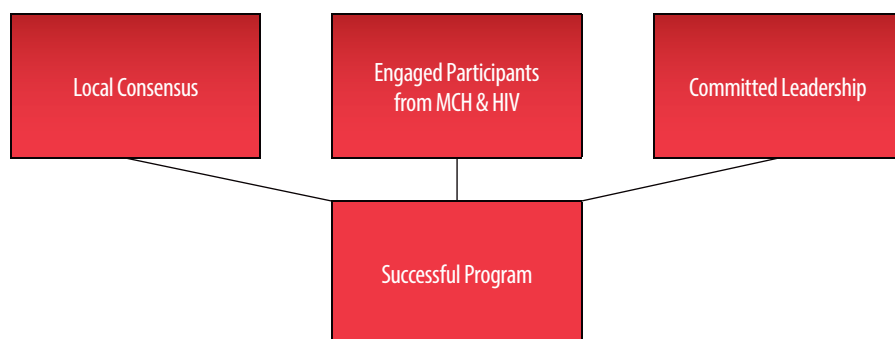 Local Consensus
Engaged Participants
from MCH & HIV
Committed Leadership
Successful Program